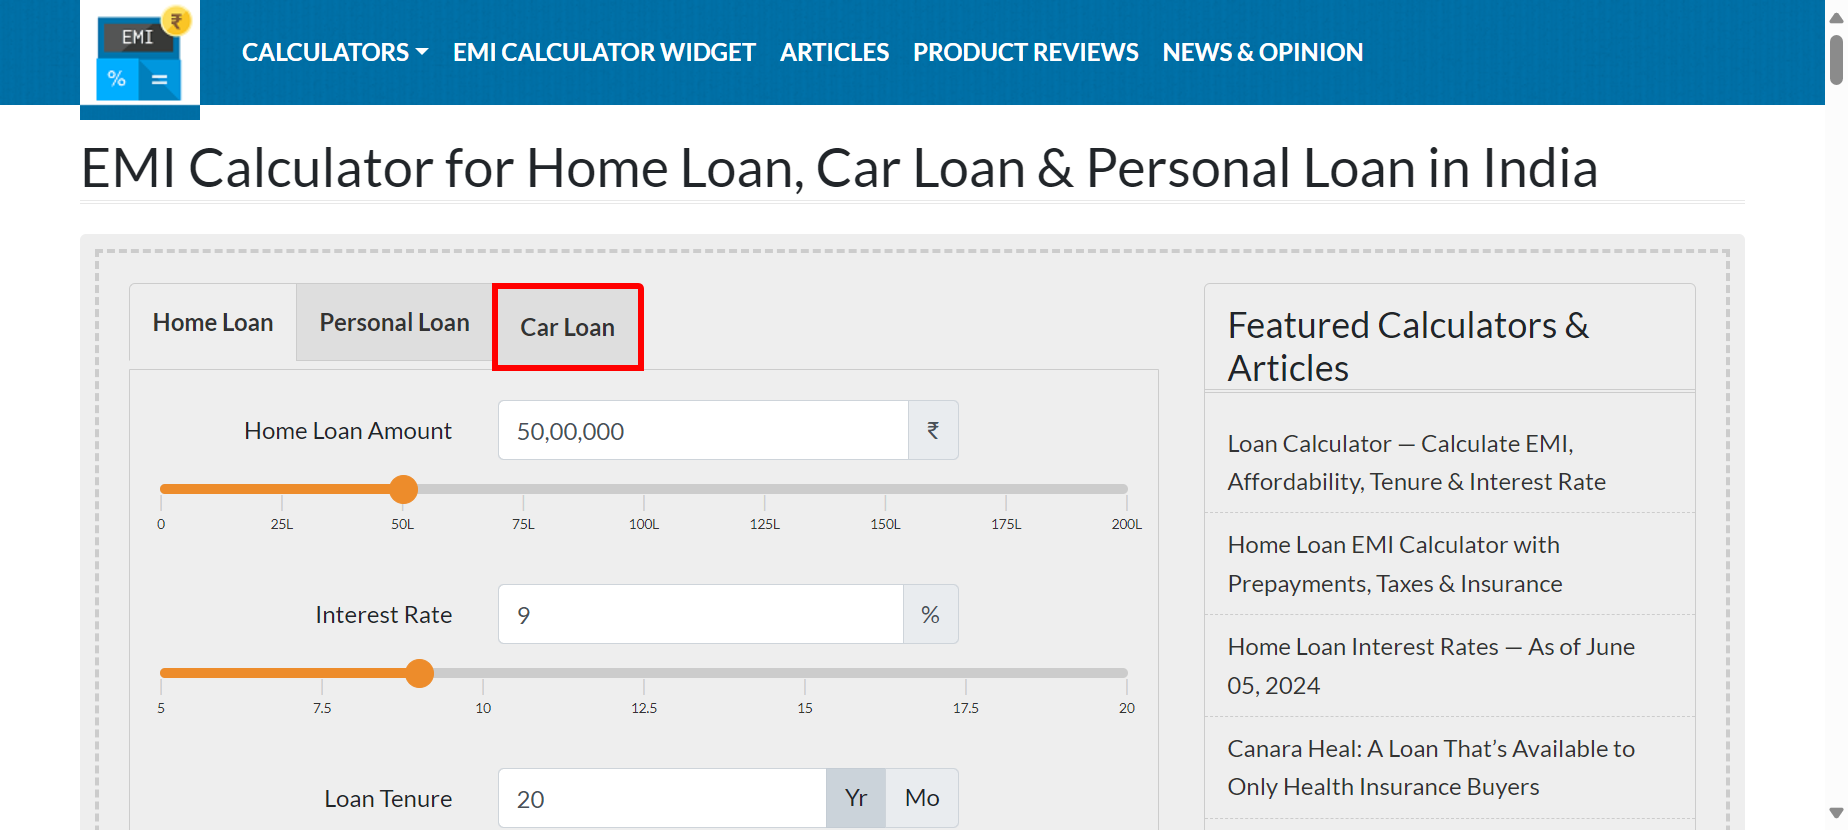 EMI
₹
%
=
CALCULATORS
EMI CALCULATOR WIDGET
ARTICLES
PRODUCT REVIEWS
NEWS & OPINION
EMI Calculator for Home Loan, Car Loan & Personal Loan in India
Home Loan
Personal Loan
Car Loan
Home Loan Amount
50,00,000
₹
0
25L
50L
75L
100L
125L
150L
175L
200L
Interest Rate
9
%
5
7.5
10
12.5
15
17.5
20
Loan Tenure
20
Yr
Mo
Featured Calculators &
Articles
Loan Calculator — Calculate EMI,
Affordability, Tenure & Interest Rate
Home Loan EMI Calculator with
Prepayments, Taxes & Insurance
Home Loan Interest Rates — As of June
05, 2024
Canara Heal: A Loan That’s Available to
Only Health Insurance Buyers